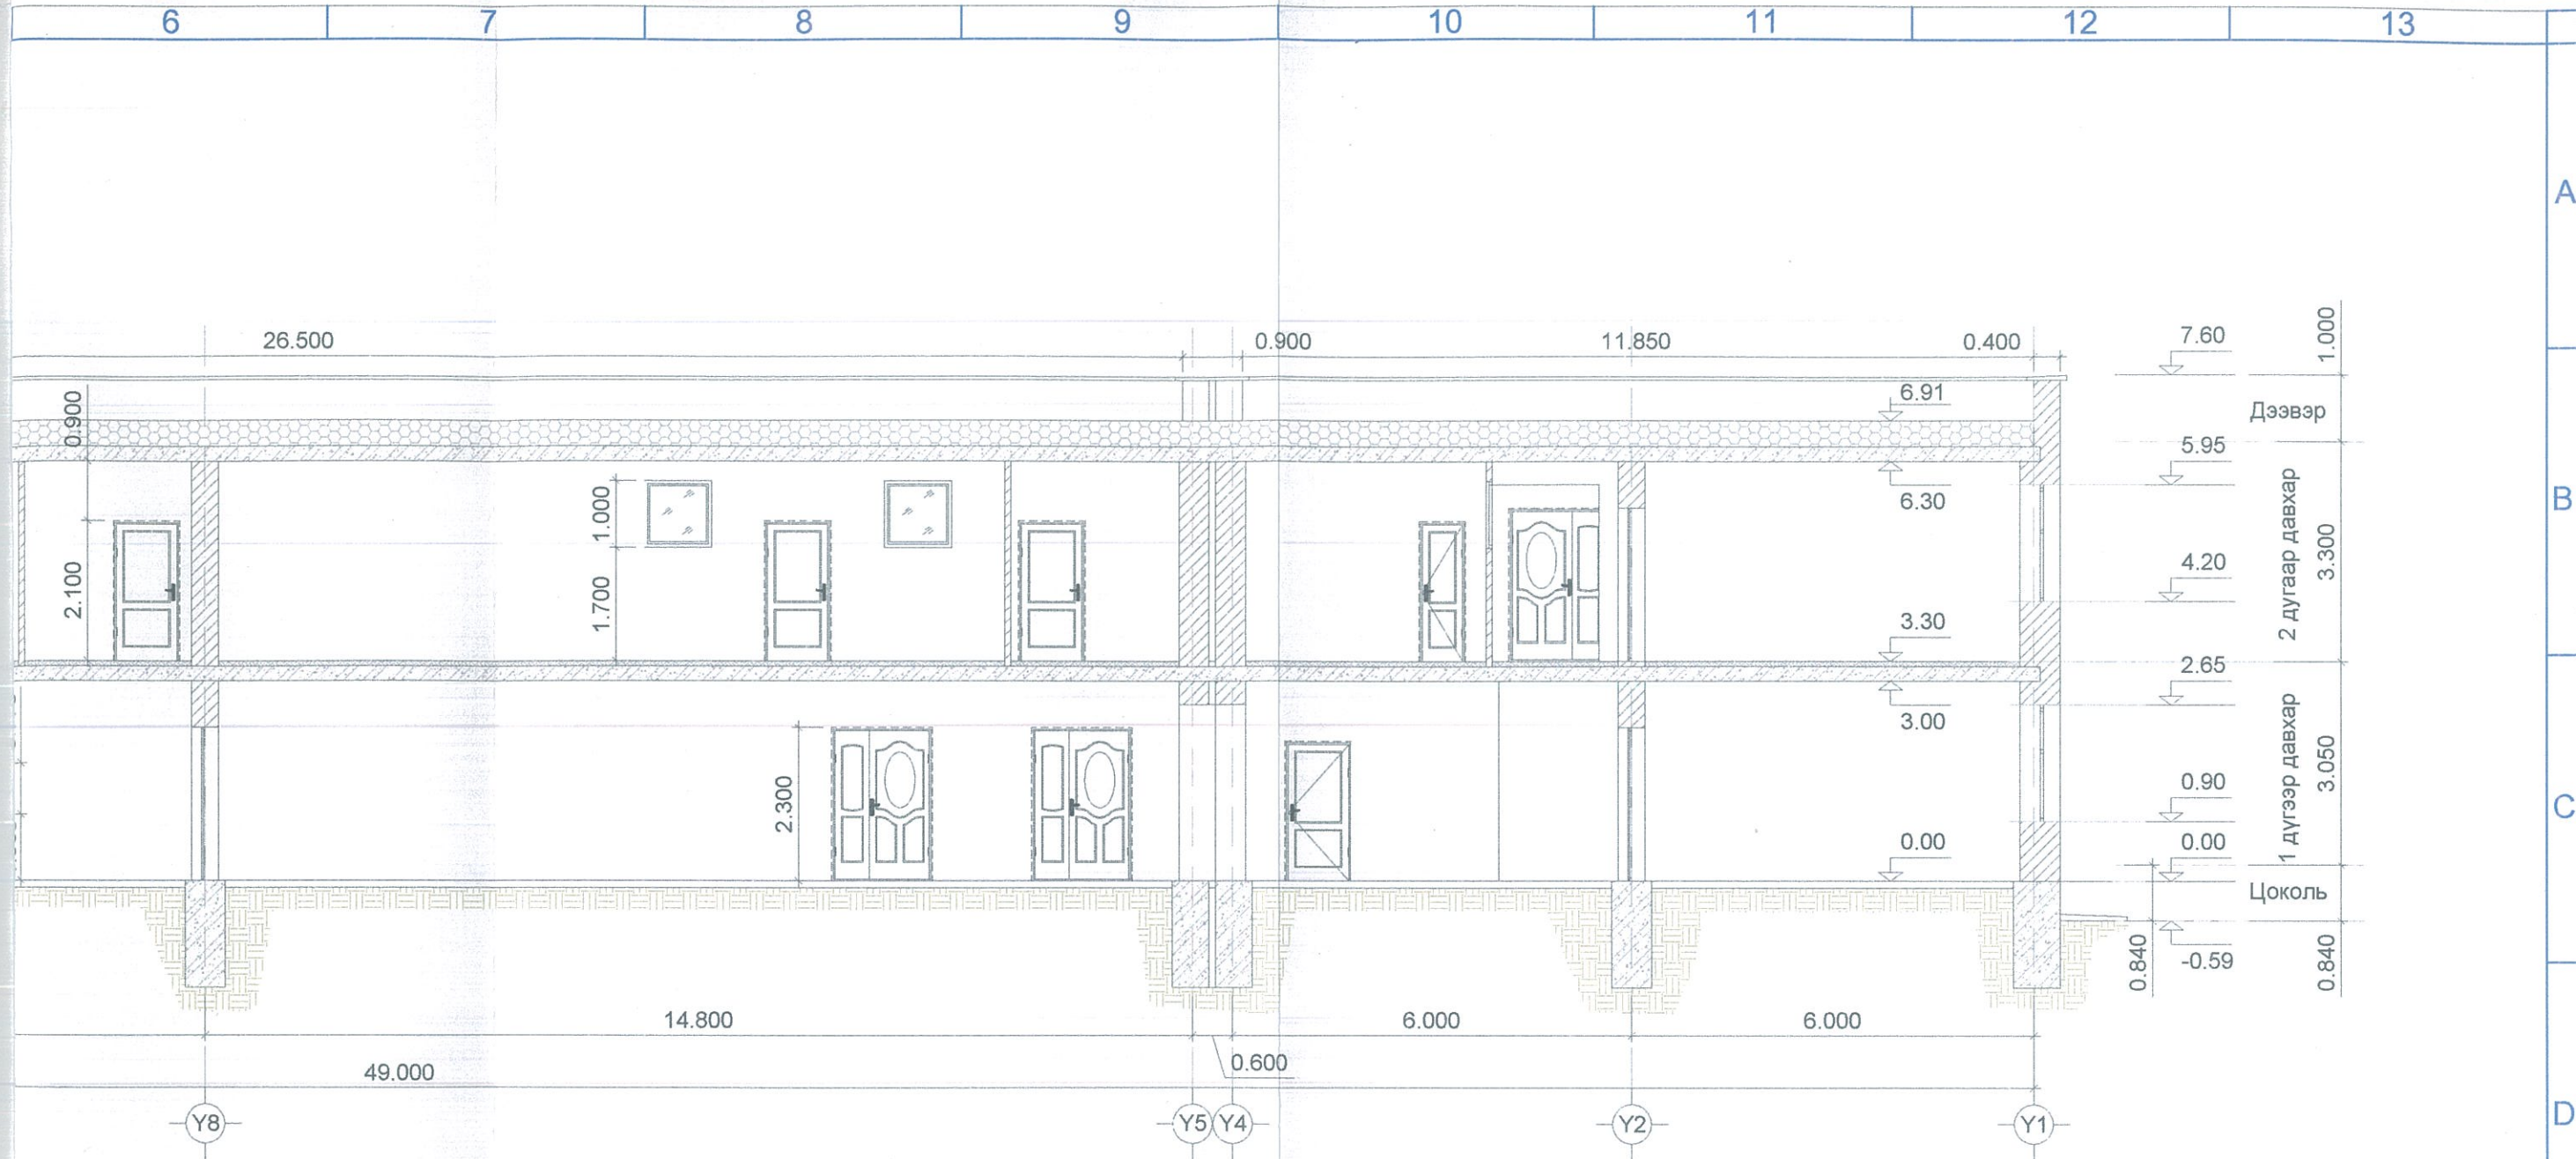 6 7 8 9 10 11 12 13
A
26.500 0.900 11.850 0.400 7.60 1.000
0.900 6.91 Дээвэр
5.95
B
1.000 6.30 2 дугаар давхар 3.300
2.100 1.700 4.20
3.30
2.65
3.00
C
2.300 0.90 1 дүгээр давхар 3.050
0.00 0.00
Цоколь
0.840 -0.59 0.840
14.800 6.000 6.000
49.000 0.600
D
Y8 Y5 Y4 Y2 Y1